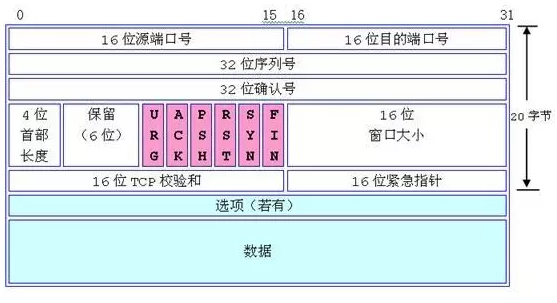 0 15 16 31
16位源端口号 16位目的端口号
32位序列号
32位确认号
4位首部长度 保留（6位） URG ACK PSH RST SYN FIN 16位窗口大小
20字节
16位TCP校验和 16位紧急指针
选项（若有）
数据